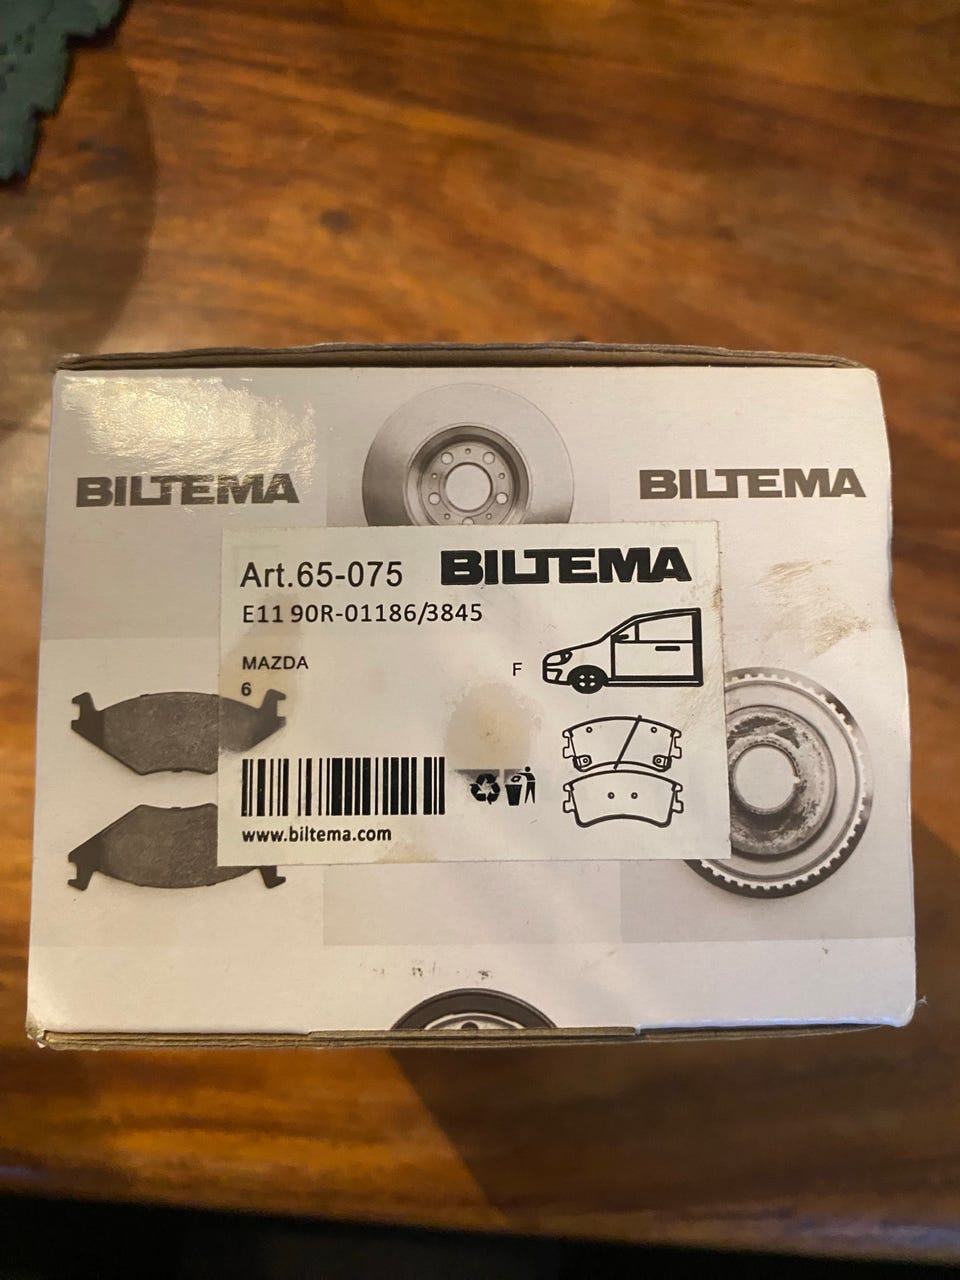 BILTEMA
BILTEMA
Art.65-075 BILTEMA
E11 90R-01186/3845
MAZDA
F
6
www.biltema.com